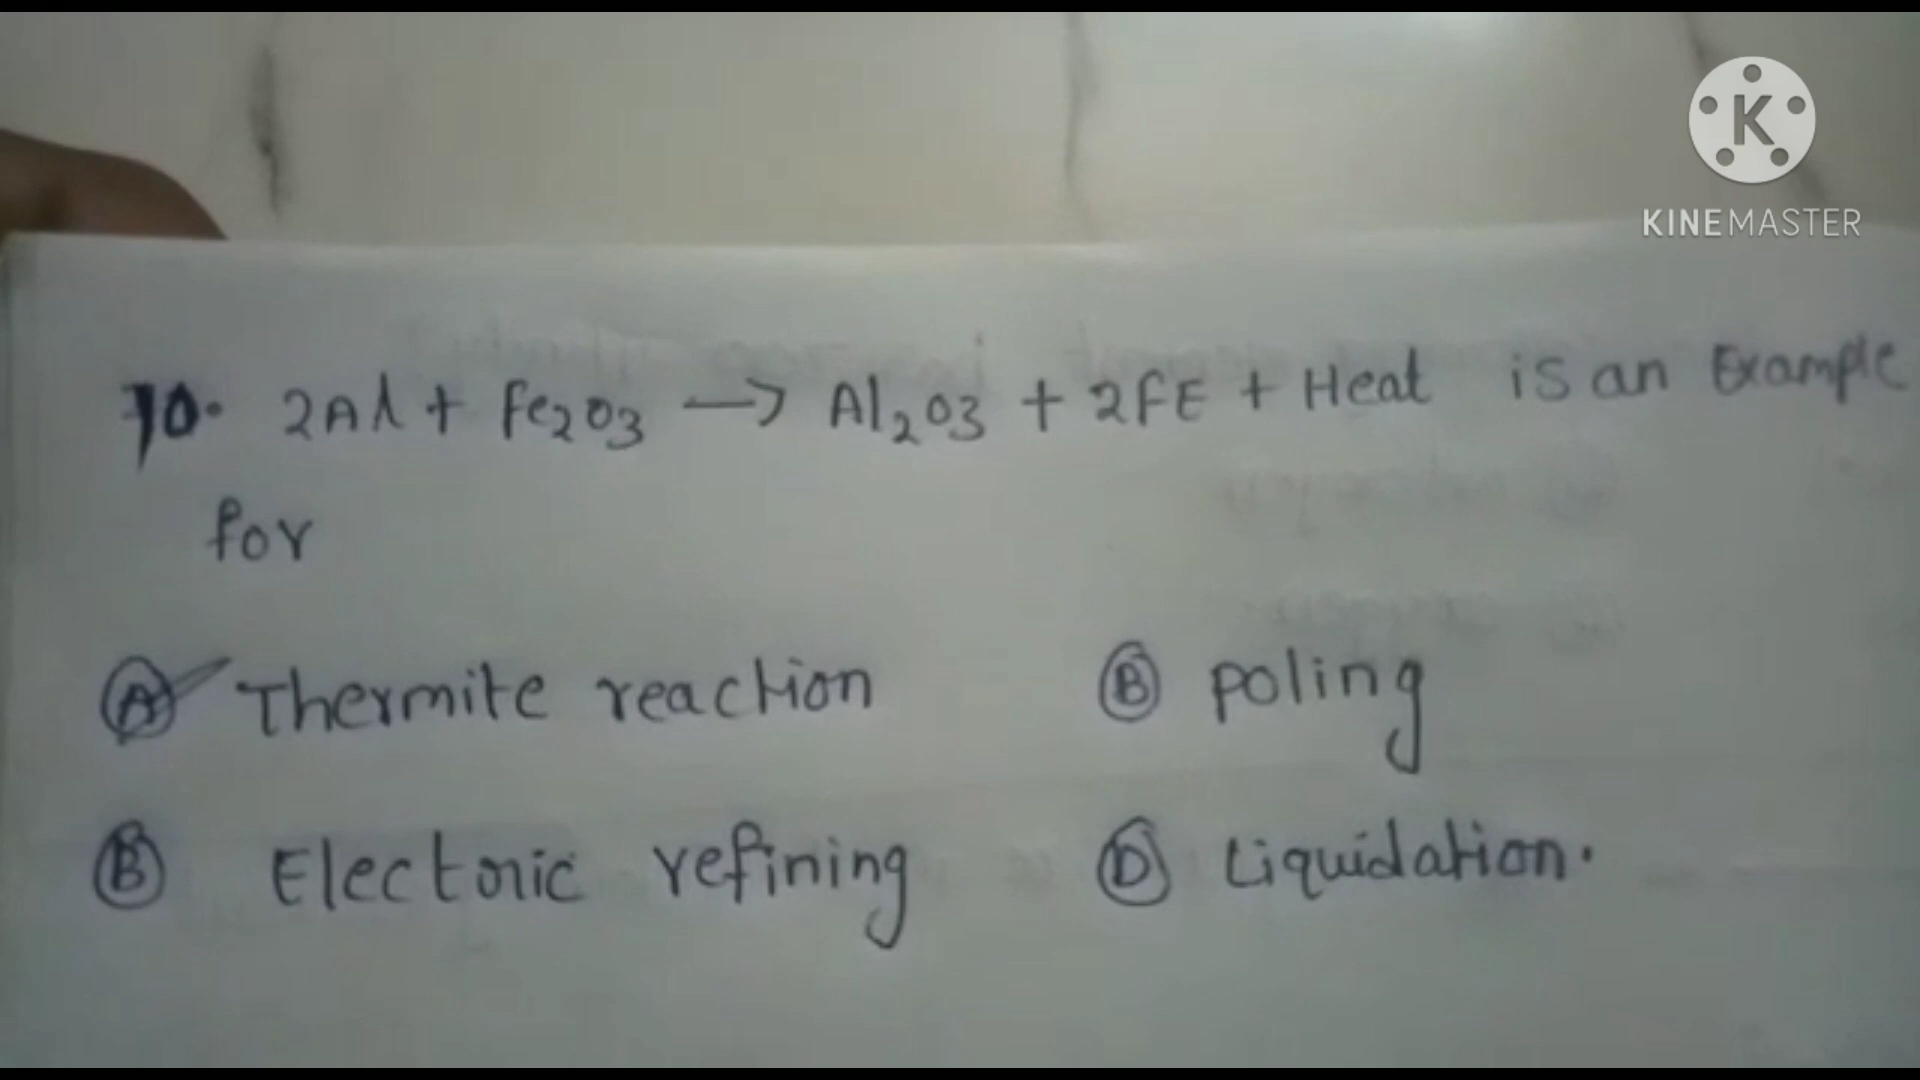 K
KINEMASTER
10. 2Al + Fe2O3 → Al2O3 + 2FE + Heat is an Example
for
A Thermite reaction B poling
B Electoric refining D Liquidation.